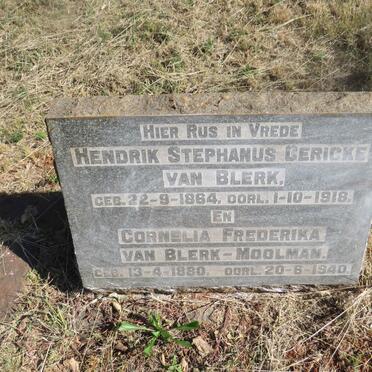 HIER RUS IN VREDE
HENDRIK STEPHANUS GERICKE
VAN BLERK,
GEB. 22-9-1864, OORL. 1-10-1918.
EN
CORNELIA FREDERIKA
VAN BLERK-MOOLMAN.
GEB. 13-4-1880. OORL. 20-6-1940.